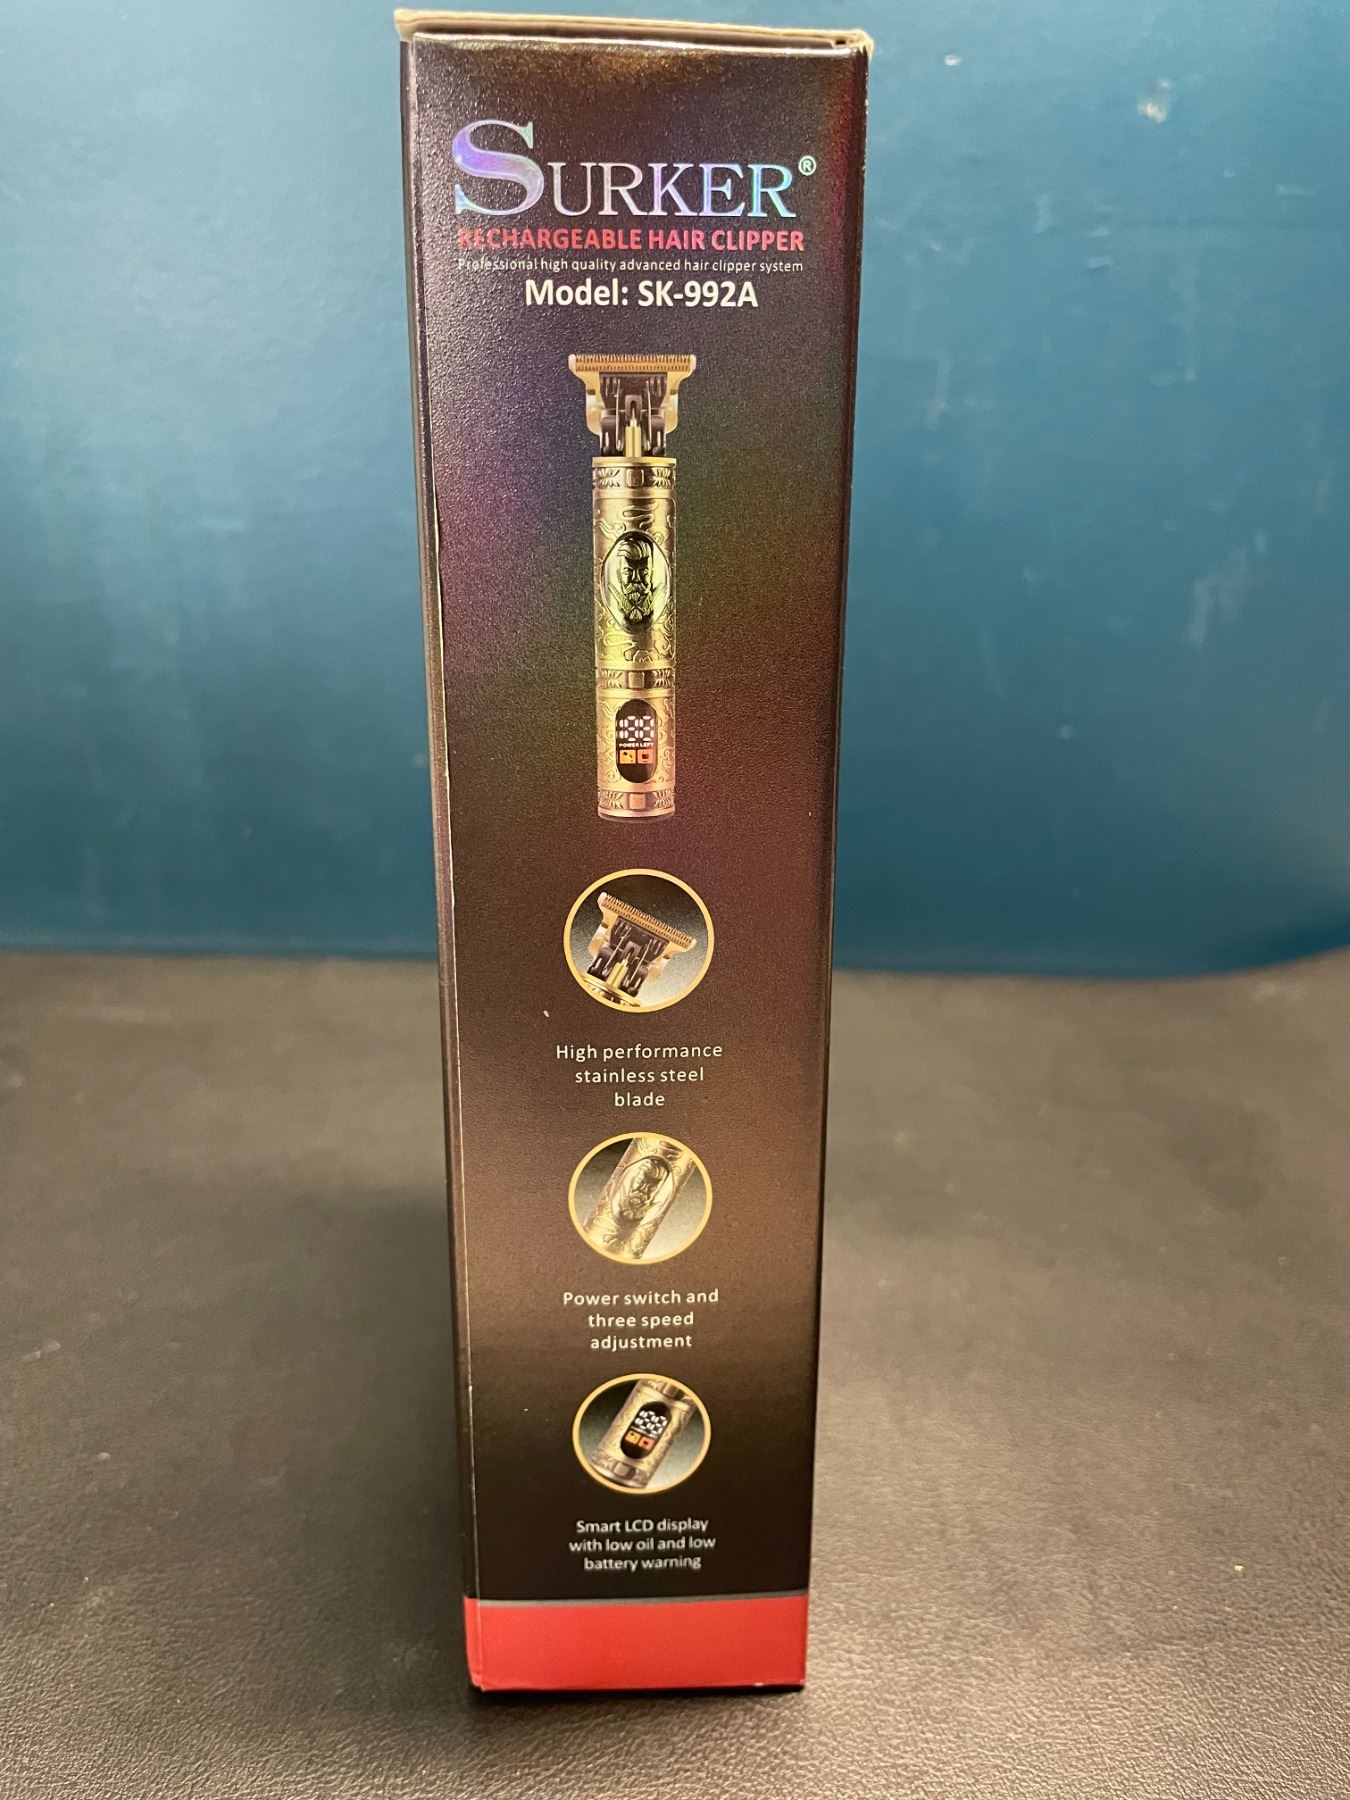 SURKER®
RECHARGEABLE HAIR CLIPPER
Professional high quality advanced hair clipper system
Model: SK-992A
188
POWER LEFT
High performance
stainless steel
blade
Power switch and
three speed
adjustment
Smart LCD display
with low oil and low
battery warning